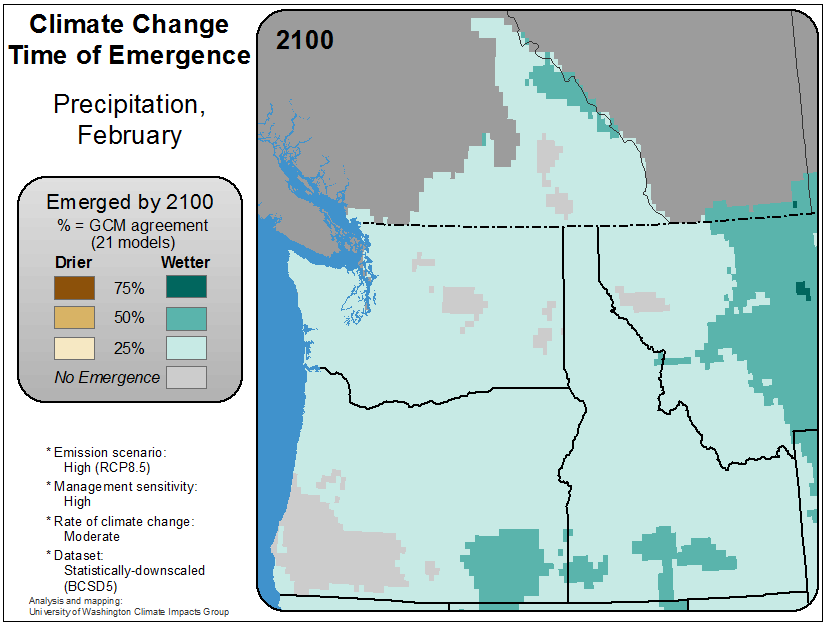 Climate Change
Time of Emergence
Precipitation,
February
Emerged by 2100
% = GCM agreement
(21 models)
Drier Wetter
75%
50%
25%
No Emergence
* Emission scenario:
High (RCP8.5)
* Management sensitivity:
High
* Rate of climate change:
Moderate
* Dataset:
Statistically-downscaled
(BCSD5)
Analysis and mapping:
University of Washington Climate Impacts Group
2100